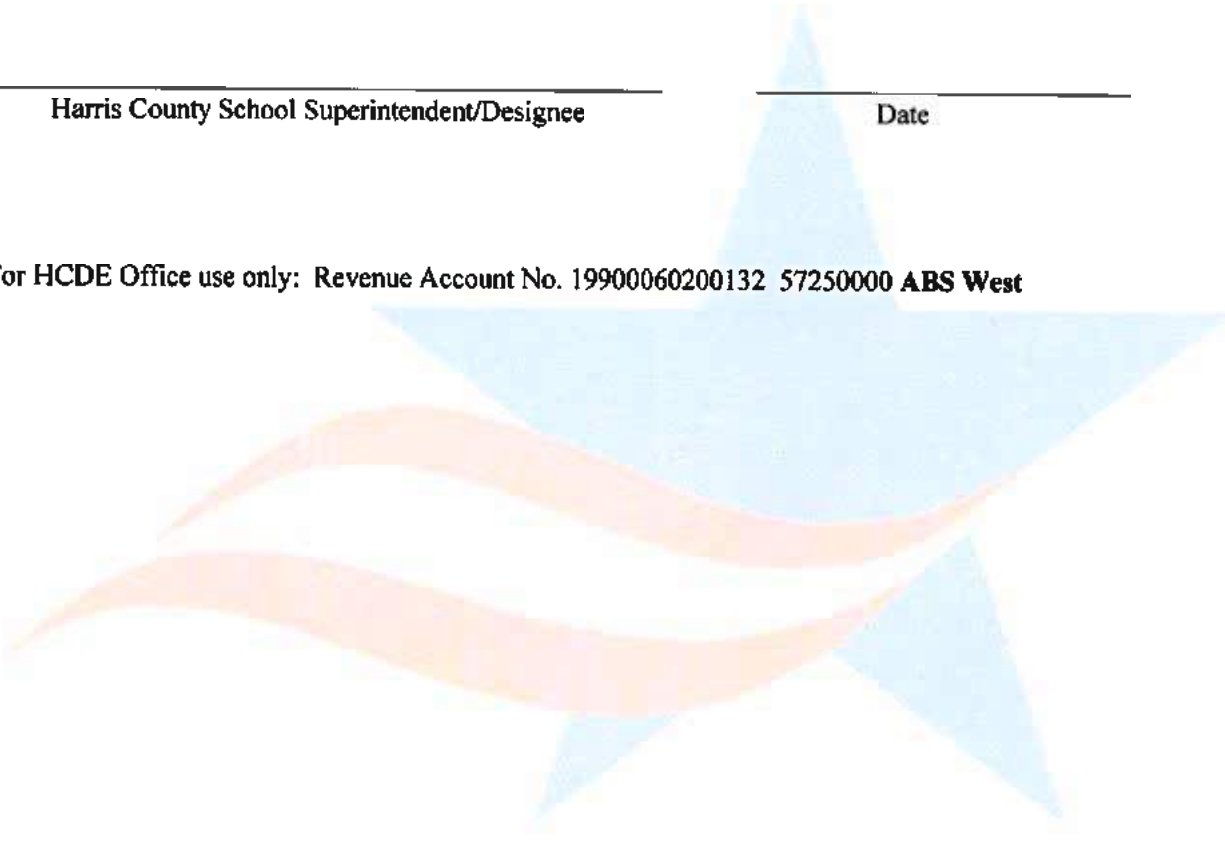 Harris County School Superintendent/Designee Date
or HCDE Office use only: Revenue Account No. 19900060200132 57250000 ABS West